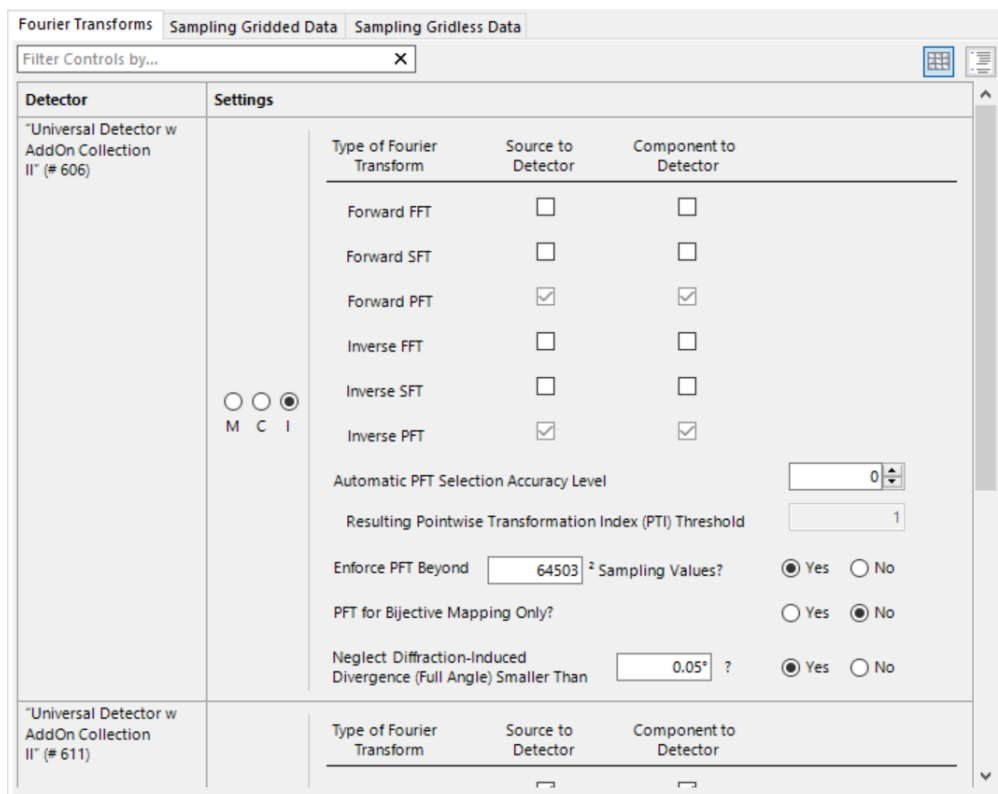 Fourier Transforms Sampling Gridded Data Sampling Gridless Data
Filter Controls by...
Detector Settings
"Universal Detector w
AddOn Collection
II" (# 606)
M C I
Type of Fourier
Transform
Source to
Detector
Component to
Detector
Forward FFT
Forward SFT
Forward PFT
Inverse FFT
Inverse SFT
Inverse PFT
Automatic PFT Selection Accuracy Level 0
Resulting Pointwise Transformation Index (PTI) Threshold 1
Enforce PFT Beyond 64503 ² Sampling Values? Yes No
PFT for Bijective Mapping Only? Yes No
Neglect Diffraction-Induced
Divergence (Full Angle) Smaller Than 0.05° ? Yes No
"Universal Detector w
AddOn Collection
II" (# 611)
Type of Fourier
Transform
Source to
Detector
Component to
Detector